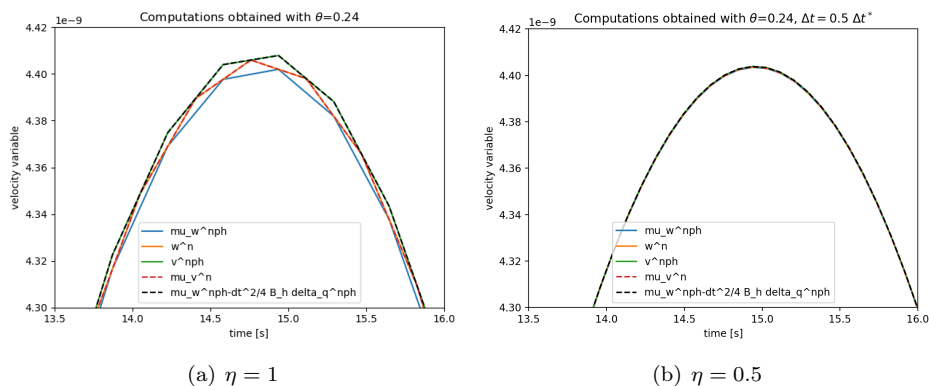 Computations obtained with θ=0.24
1e−9
4.42
4.40
4.38
4.36
4.34
4.32
4.30
velocity variable
mu_w^nph
w^n
v^nph
mu_v^n
mu_w^nph-dt^2/4 B_h delta_q^nph
13.5 14.0 14.5 15.0 15.5 16.0
time [s]
(a) η = 1
Computations obtained with θ=0.24, Δt = 0.5 Δt*
1e−9
4.42
4.40
4.38
4.36
4.34
4.32
4.30
velocity variable
mu_w^nph
w^n
v^nph
mu_v^n
mu_w^nph-dt^2/4 B_h delta_q^nph
13.5 14.0 14.5 15.0 15.5 16.0
time [s]
(b) η = 0.5